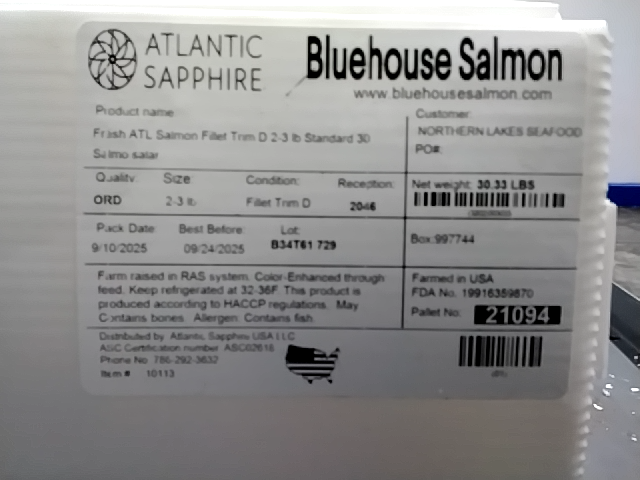 ATLANTIC
SAPPHIRE
Bluehouse Salmon
www.bluehousesalmon.com
Product name
Fresh ATL Salmon Fillet Trim D 2-3 lb Standard 30
Salmo salar
Customer:
NORTHERN LAKES SEAFOOD
PO#:
Quality: Size: Condition: Reception:
ORD 2-3 lb Fillet Trim D 2046
Net weight: 30.33 LBS
Pack Date Best Before: Lot:
9/10/2025 09/24/2025 B34T61 729
Box:997744
Farm raised in RAS system. Color-Enhanced through
feed. Keep refrigerated at 32-36F. This product is
produced according to HACCP regulations. May
Contains bones. Allergen: Contains fish.
Farmed in USA
FDA No. 19916359870
Pallet No: 21094
Distributed by Atlantic Sapphire USA LLC
ASC Certification number ASC02616
Phone No 786-292-3632
Item # 10113